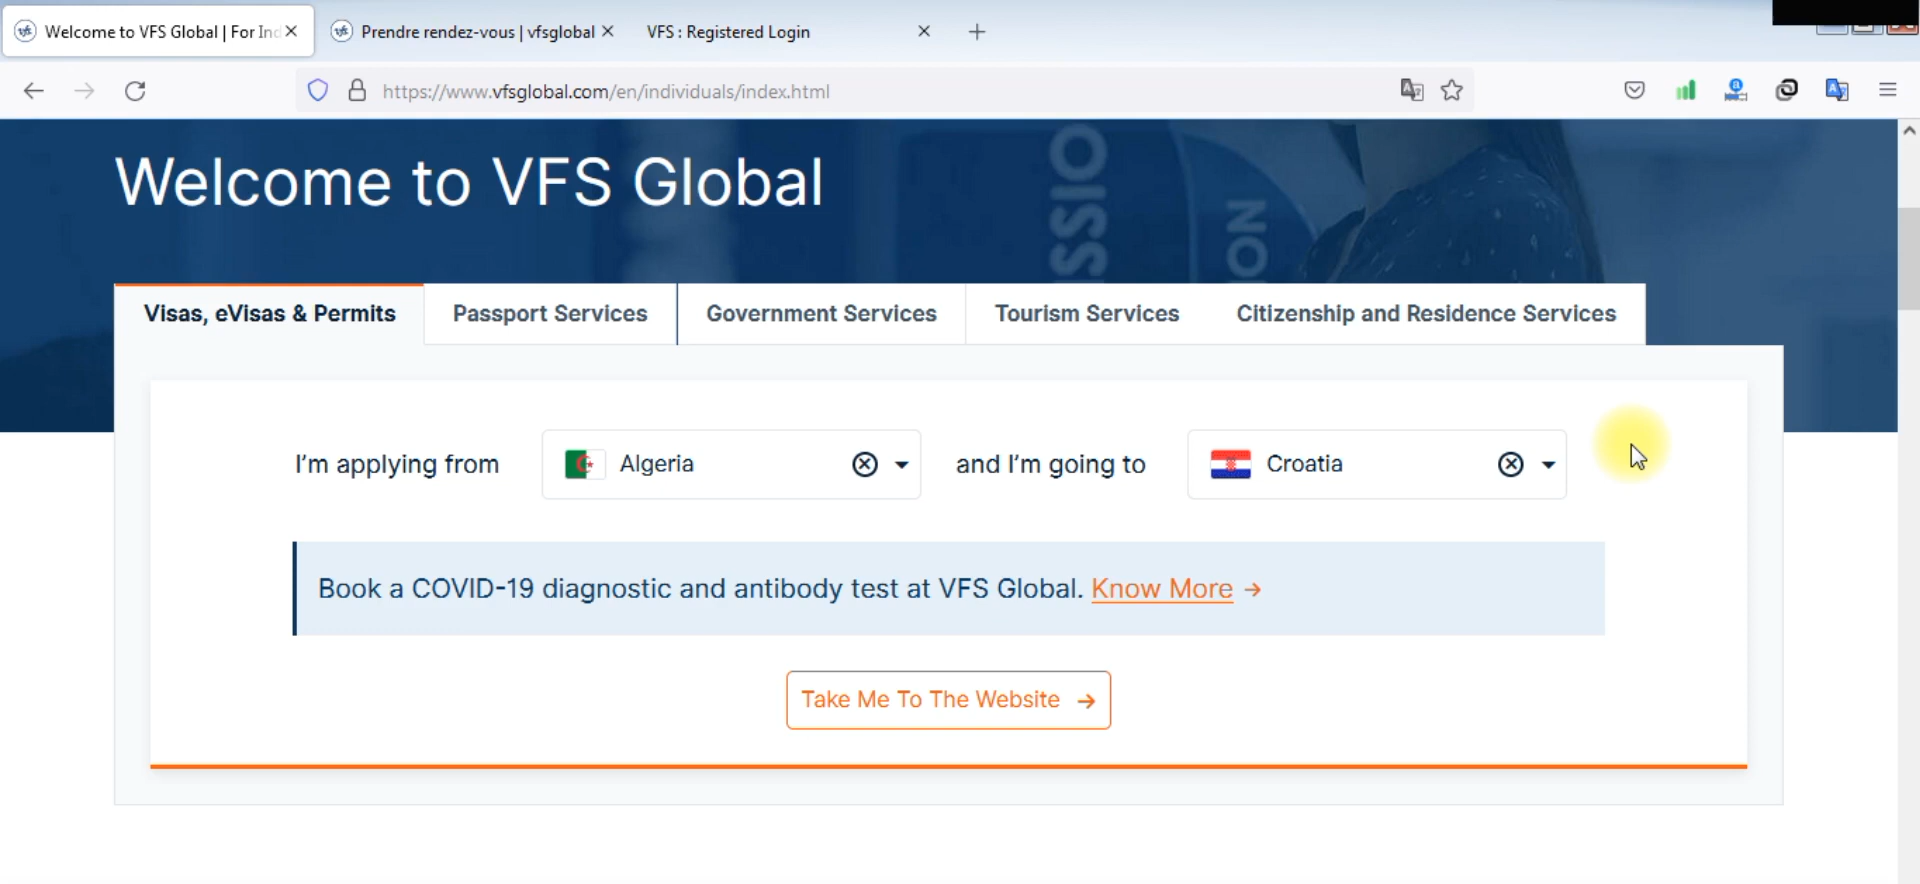 Welcome to VFS Global | For Ind
Prendre rendez-vous | vfsglobal
VFS : Registered Login
https://www.vfsglobal.com/en/individuals/index.html
SSIO
ON
Welcome to VFS Global
Visas, eVisas & Permits
Passport Services
Government Services
Tourism Services
Citizenship and Residence Services
I'm applying from
Algeria
and I'm going to
Croatia
Book a COVID-19 diagnostic and antibody test at VFS Global. Know More →
Take Me To The Website →